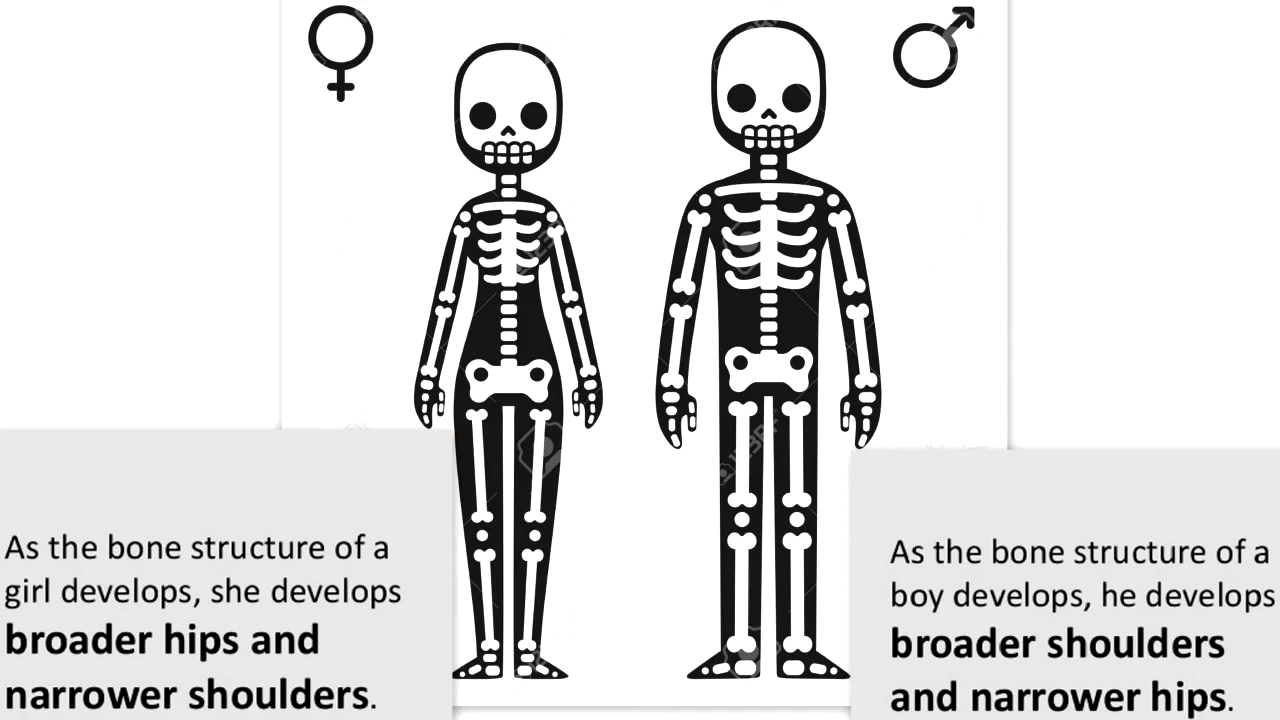 As the bone structure of a
girl develops, she develops
broader hips and
narrower shoulders.
As the bone structure of a
boy develops, he develops
broader shoulders
and narrower hips.